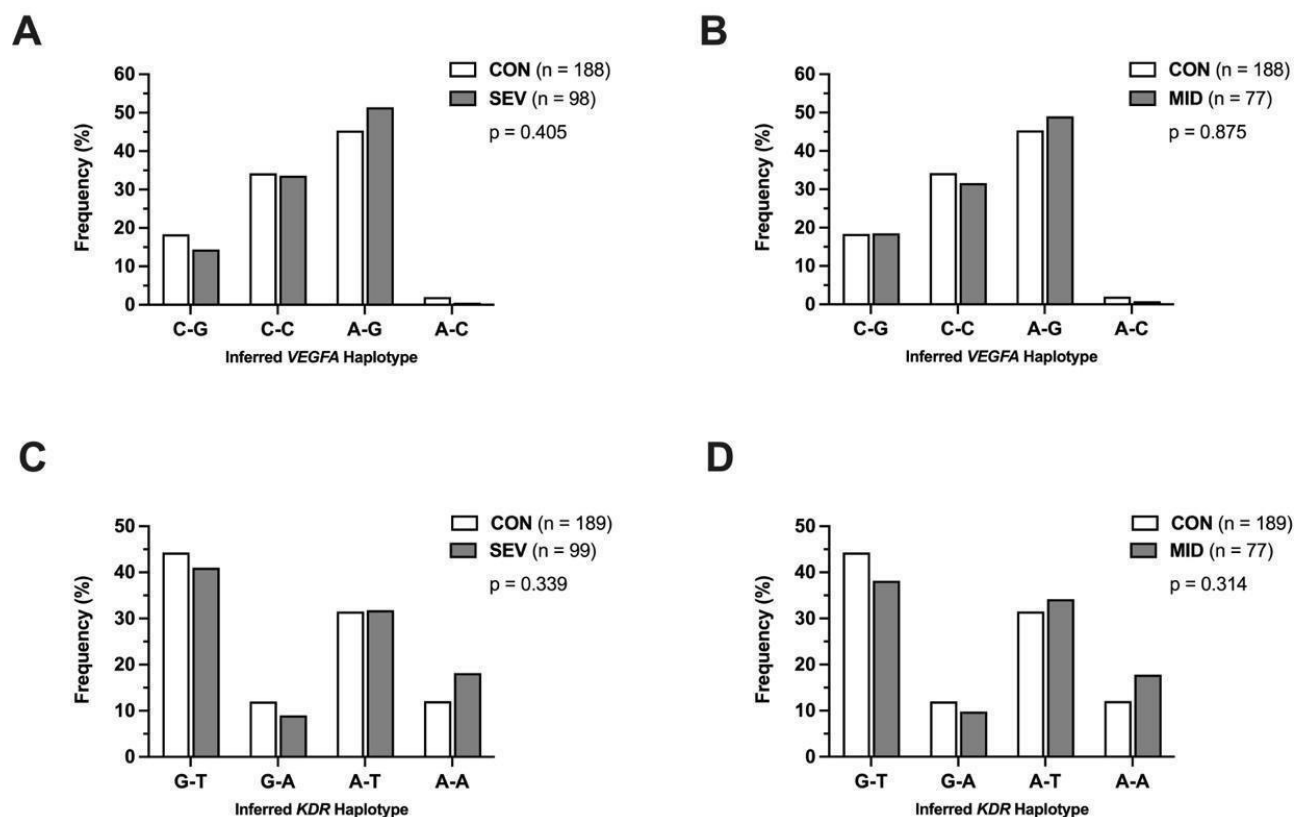 A
CON (n = 188)
SEV (n = 98)
p = 0.405
Frequency (%)
60
50
40
30
20
10
0
C-G C-C A-G A-C
Inferred VEGFA Haplotype
B
CON (n = 188)
MID (n = 77)
p = 0.875
Frequency (%)
60
50
40
30
20
10
0
C-G C-C A-G A-C
Inferred VEGFA Haplotype
C
CON (n = 189)
SEV (n = 99)
p = 0.339
Frequency (%)
50
40
30
20
10
0
G-T G-A A-T A-A
Inferred KDR Haplotype
D
CON (n = 189)
MID (n = 77)
p = 0.314
Frequency (%)
50
40
30
20
10
0
G-T G-A A-T A-A
Inferred KDR Haplotype